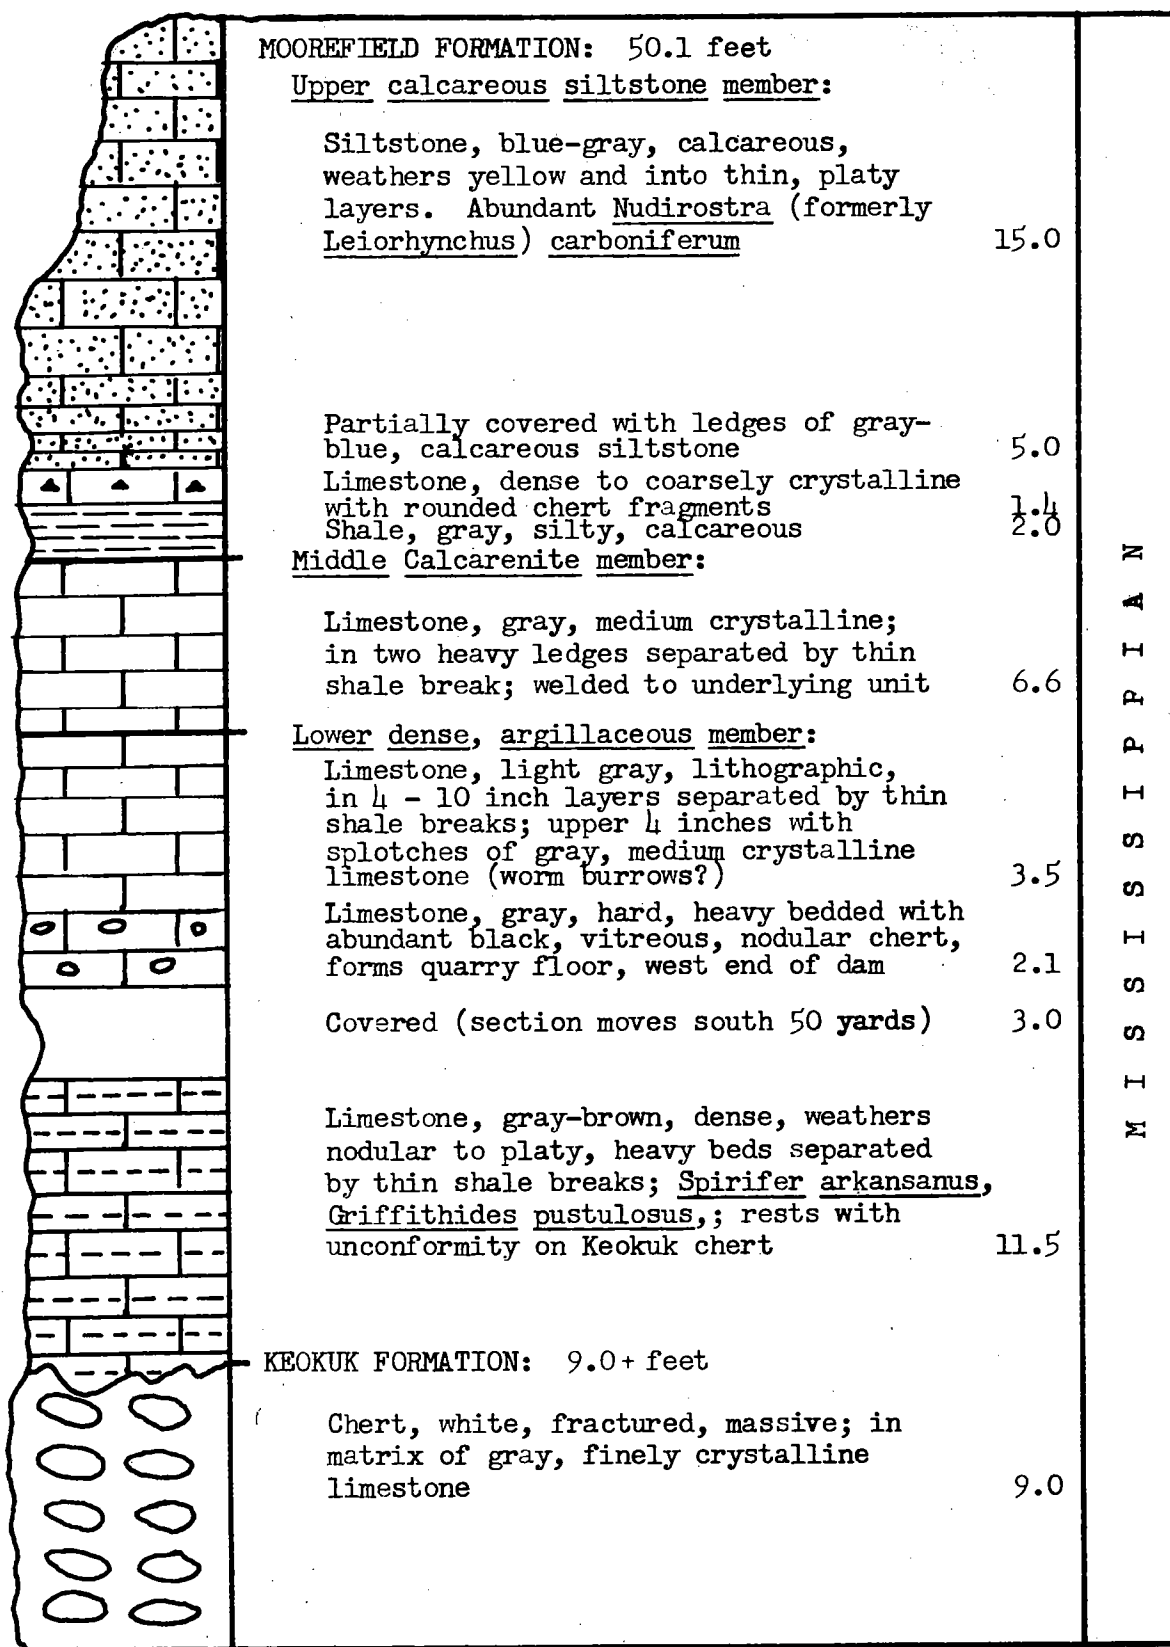 MOOREFIELD FORMATION: 50.1 feet
Upper calcareous siltstone member:
Siltstone, blue-gray, calcareous,
weathers yellow and into thin, platy
layers. Abundant Nudirostra (formerly
Leiorhynchus) carboniferum 15.0
Partially covered with ledges of gray-
blue, calcareous siltstone 5.0
Limestone, dense to coarsely crystalline
with rounded chert fragments 1.4
Shale, gray, silty, calcareous 2.0
Middle Calcarenite member:
Limestone, gray, medium crystalline;
in two heavy ledges separated by thin
shale break; welded to underlying unit 6.6
Lower dense, argillaceous member:
Limestone, light gray, lithographic,
in 4 - 10 inch layers separated by thin
shale breaks; upper 4 inches with
splotches of gray, medium crystalline
limestone (worm burrows?) 3.5
Limestone, gray, hard, heavy bedded with
abundant black, vitreous, nodular chert,
forms quarry floor, west end of dam 2.1
Covered (section moves south 50 yards) 3.0
Limestone, gray-brown, dense, weathers
nodular to platy, heavy beds separated
by thin shale breaks; Spirifer arkansanus,
Griffithides pustulosus,; rests with
unconformity on Keokuk chert 11.5
KEOKUK FORMATION: 9.0+ feet
Chert, white, fractured, massive; in
matrix of gray, finely crystalline
limestone 9.0
MISSISSIPPIAN